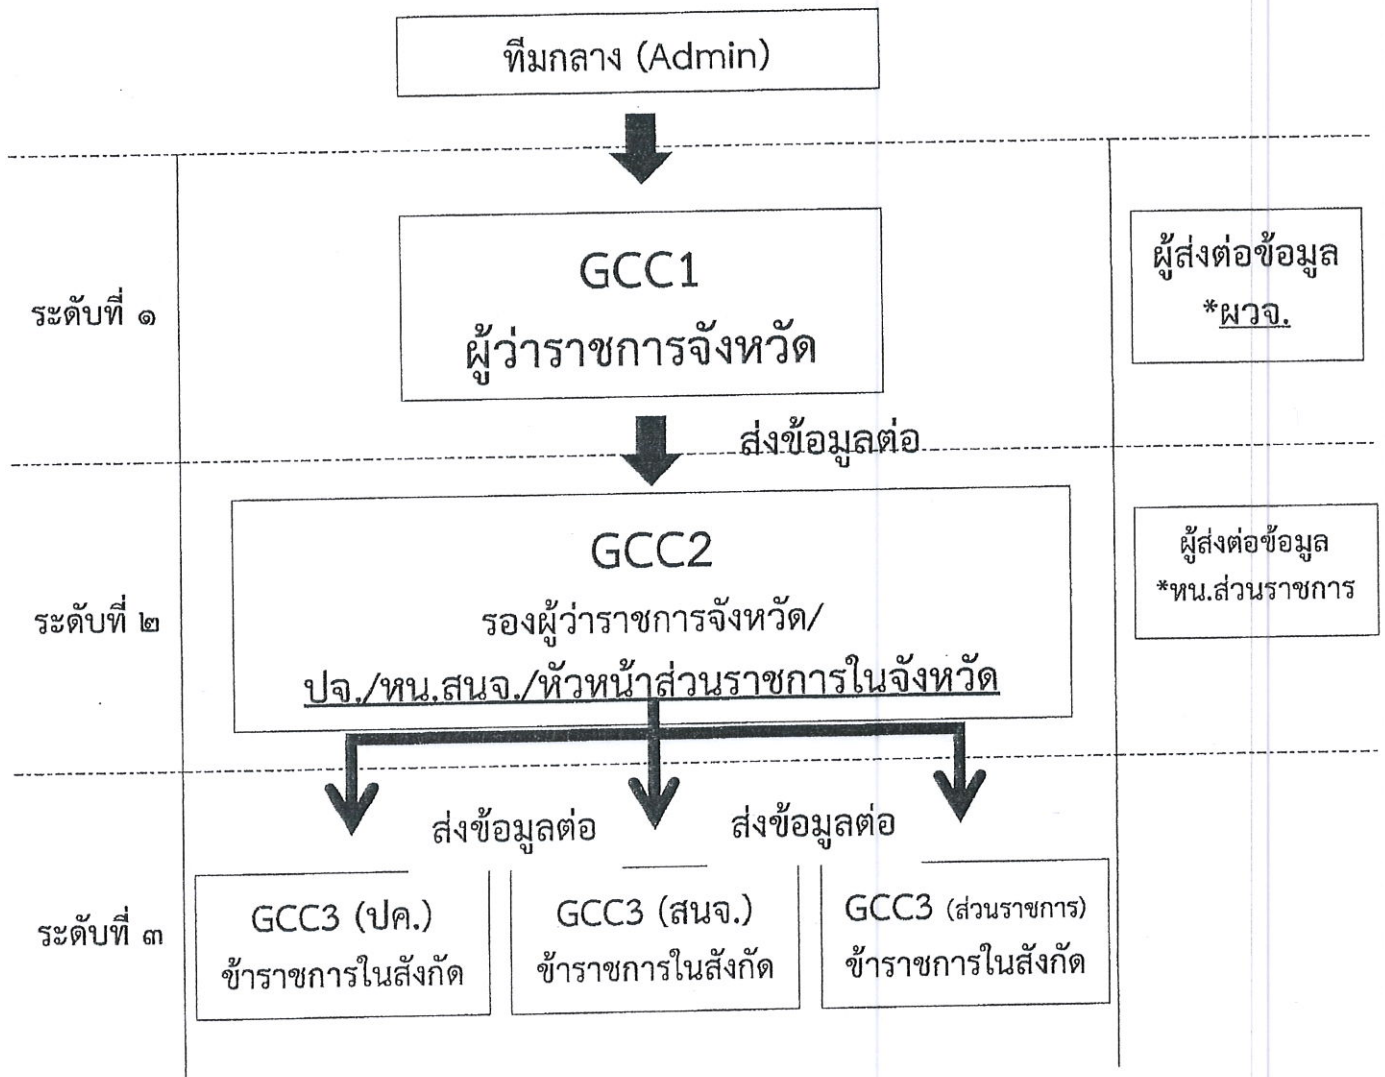 ทีมกลาง (Admin)
ระดับที่ ๑
GCC1
ผู้ว่าราชการจังหวัด
ผู้ส่งต่อข้อมูล
*ผวจ.
ส่งข้อมูลต่อ
ระดับที่ ๒
GCC2
รองผู้ว่าราชการจังหวัด/
ปจ./หน.สนจ./หัวหน้าส่วนราชการในจังหวัด
ผู้ส่งต่อข้อมูล
*หน.ส่วนราชการ
ส่งข้อมูลต่อ
ส่งข้อมูลต่อ
ระดับที่ ๓
GCC3 (ปค.)
ข้าราชการในสังกัด
GCC3 (สนจ.)
ข้าราชการในสังกัด
GCC3 (ส่วนราชการ)
ข้าราชการในสังกัด